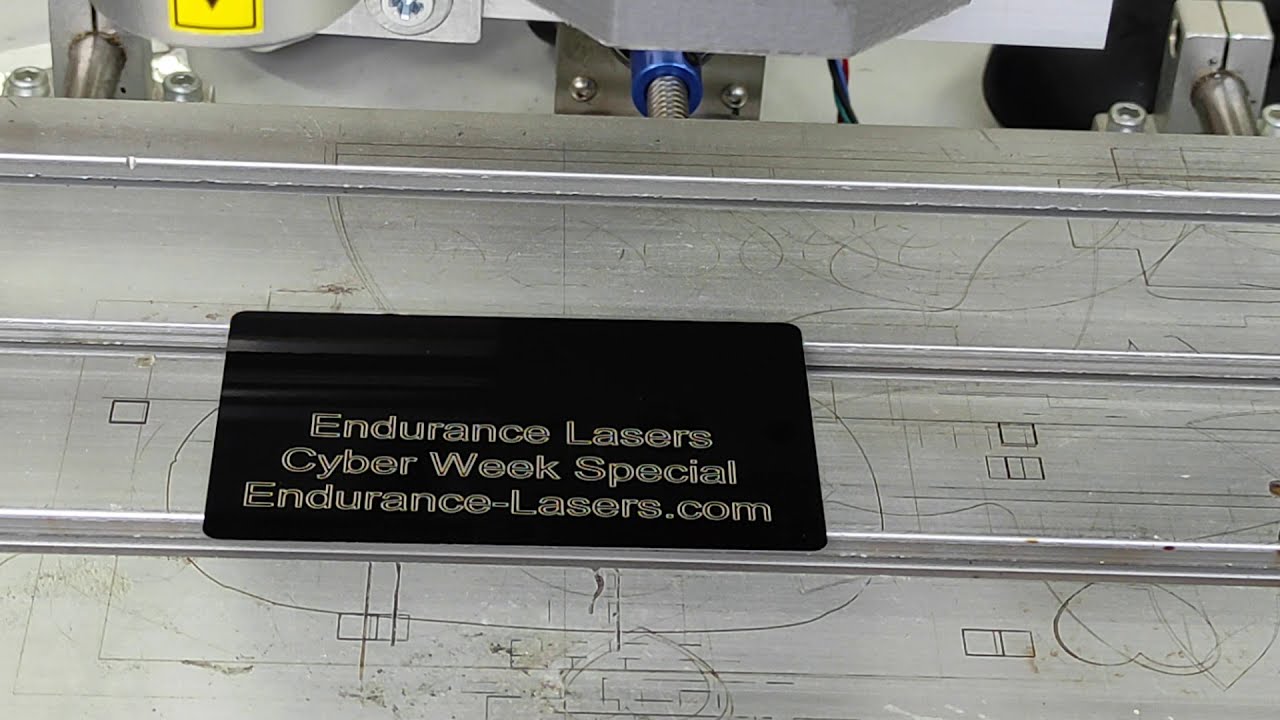 Endurance Lasers
Cyber Week Special
Endurance-Lasers.com